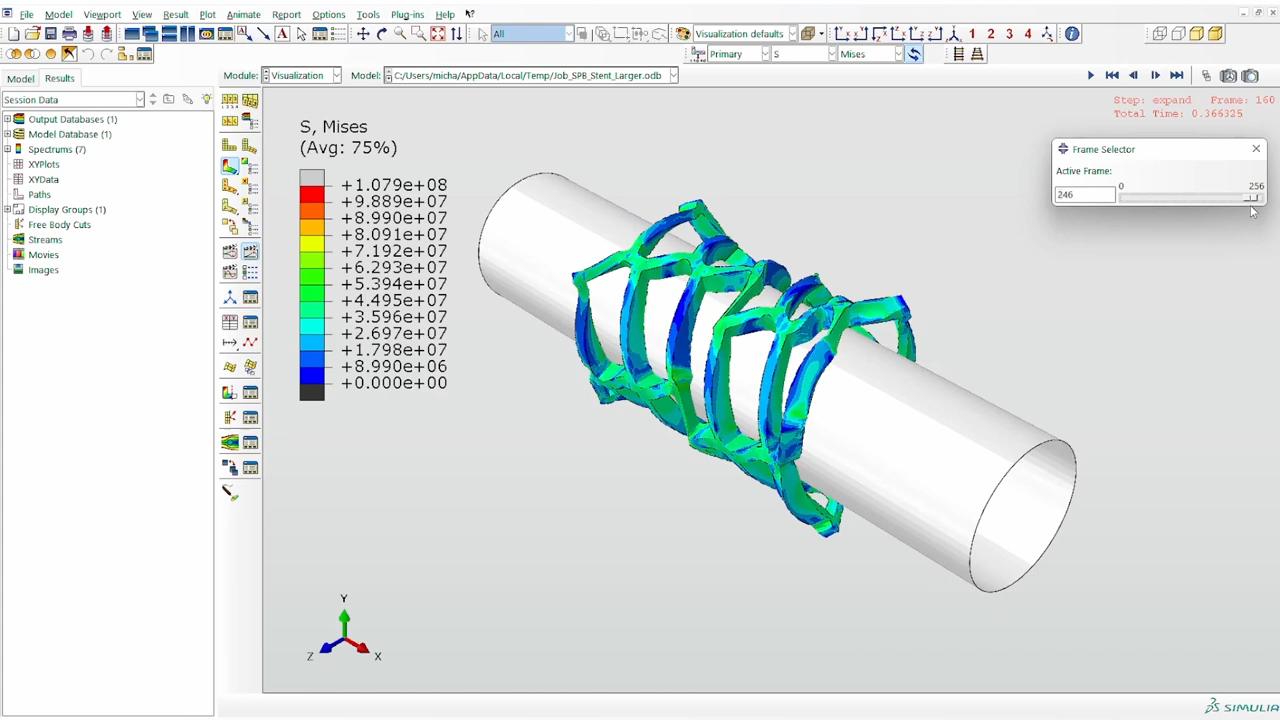 File Model Viewport View Result Plot Animate Report Options Tools Plug-ins Help
All Visualization defaults 1 2 3 4
Primary S Mises
Model Results Module: Visualization Model: C:/Users/micha/AppData/Local/Temp/Job_SPB_Stent_Larger.odb
Session Data
Output Databases (1)
Model Database (1)
Spectrums (7)
XYPlots
XYData
Paths
Display Groups (1)
Free Body Cuts
Streams
Movies
Images
S, Mises
(Avg: 75%)
+1.079e+08
+9.889e+07
+8.990e+07
+8.091e+07
+7.192e+07
+6.293e+07
+5.394e+07
+4.495e+07
+3.596e+07
+2.697e+07
+1.798e+07
+8.990e+06
+0.000e+00
Step: expand Frame: 160
Total Time: 0.366325
Frame Selector
Active Frame:
0 256
246
Y
Z X
SIMULIA